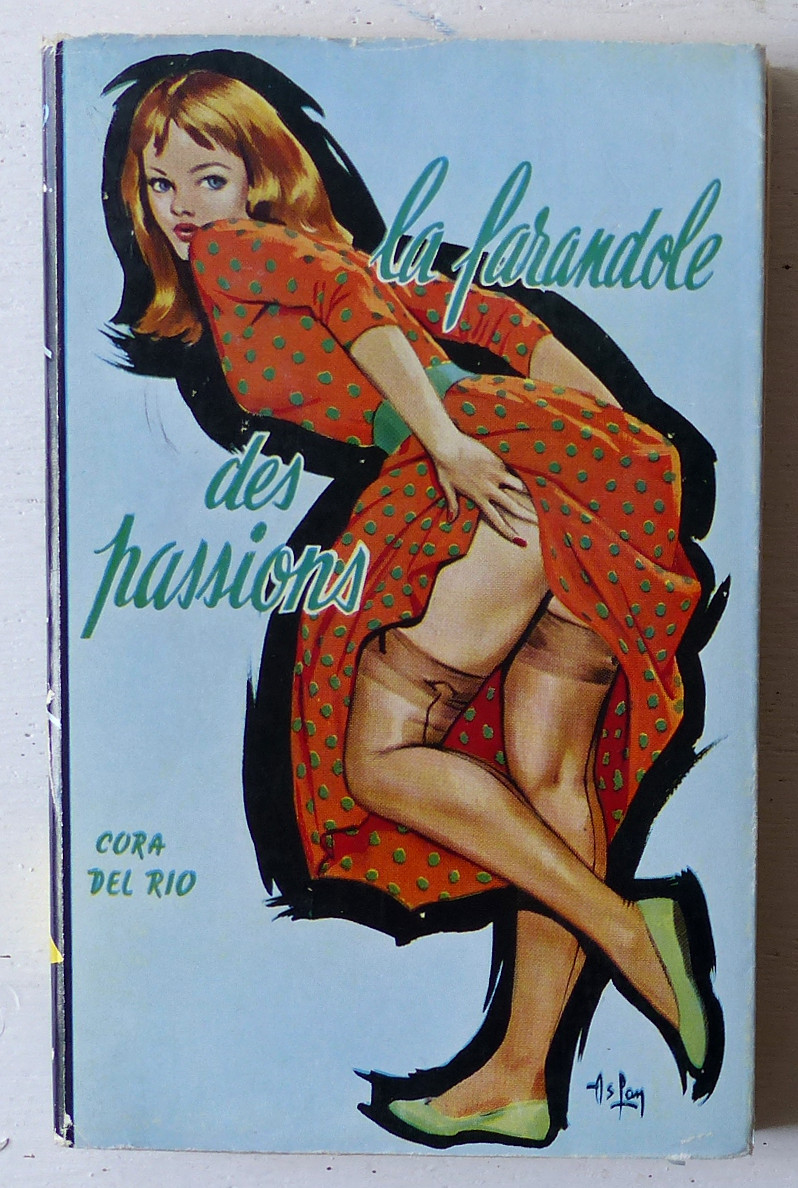 la farandole
des
passions
CORA
DEL RIO
Aslan